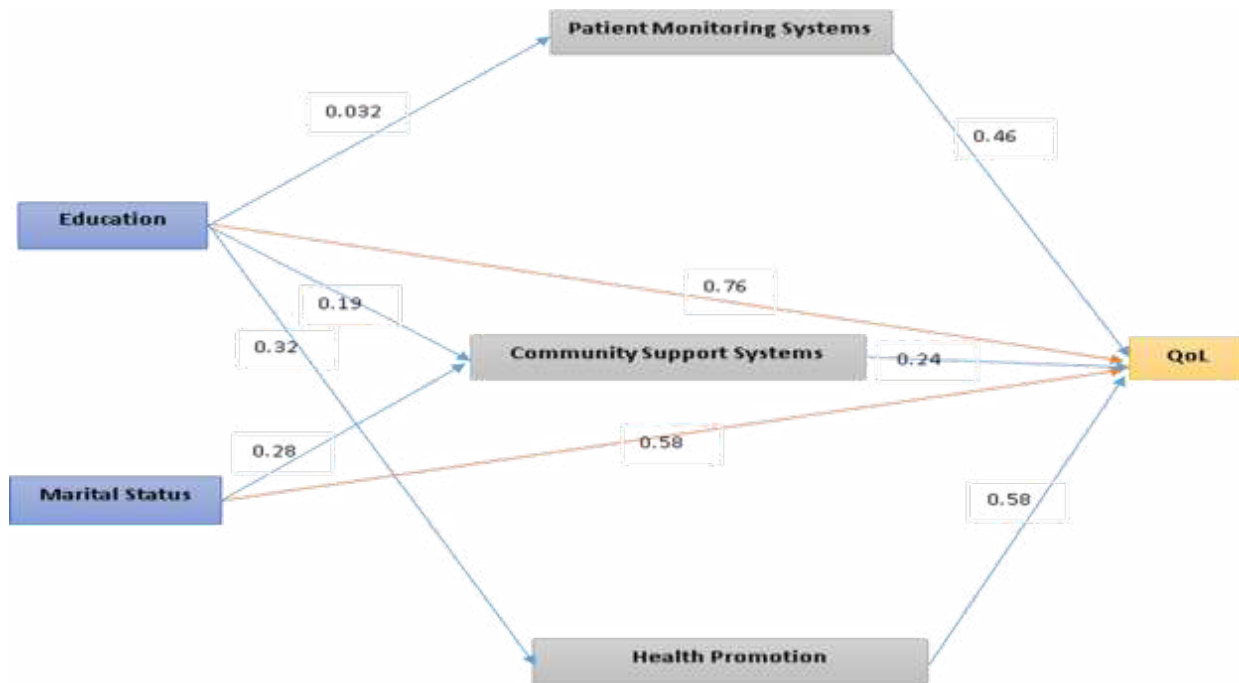 Patient Monitoring Systems
0.032
0.46
Education
0.76
0.19
0.32
Community Support Systems
0.24
QoL
0.28
0.58
Marital Status
0.58
Health Promotion